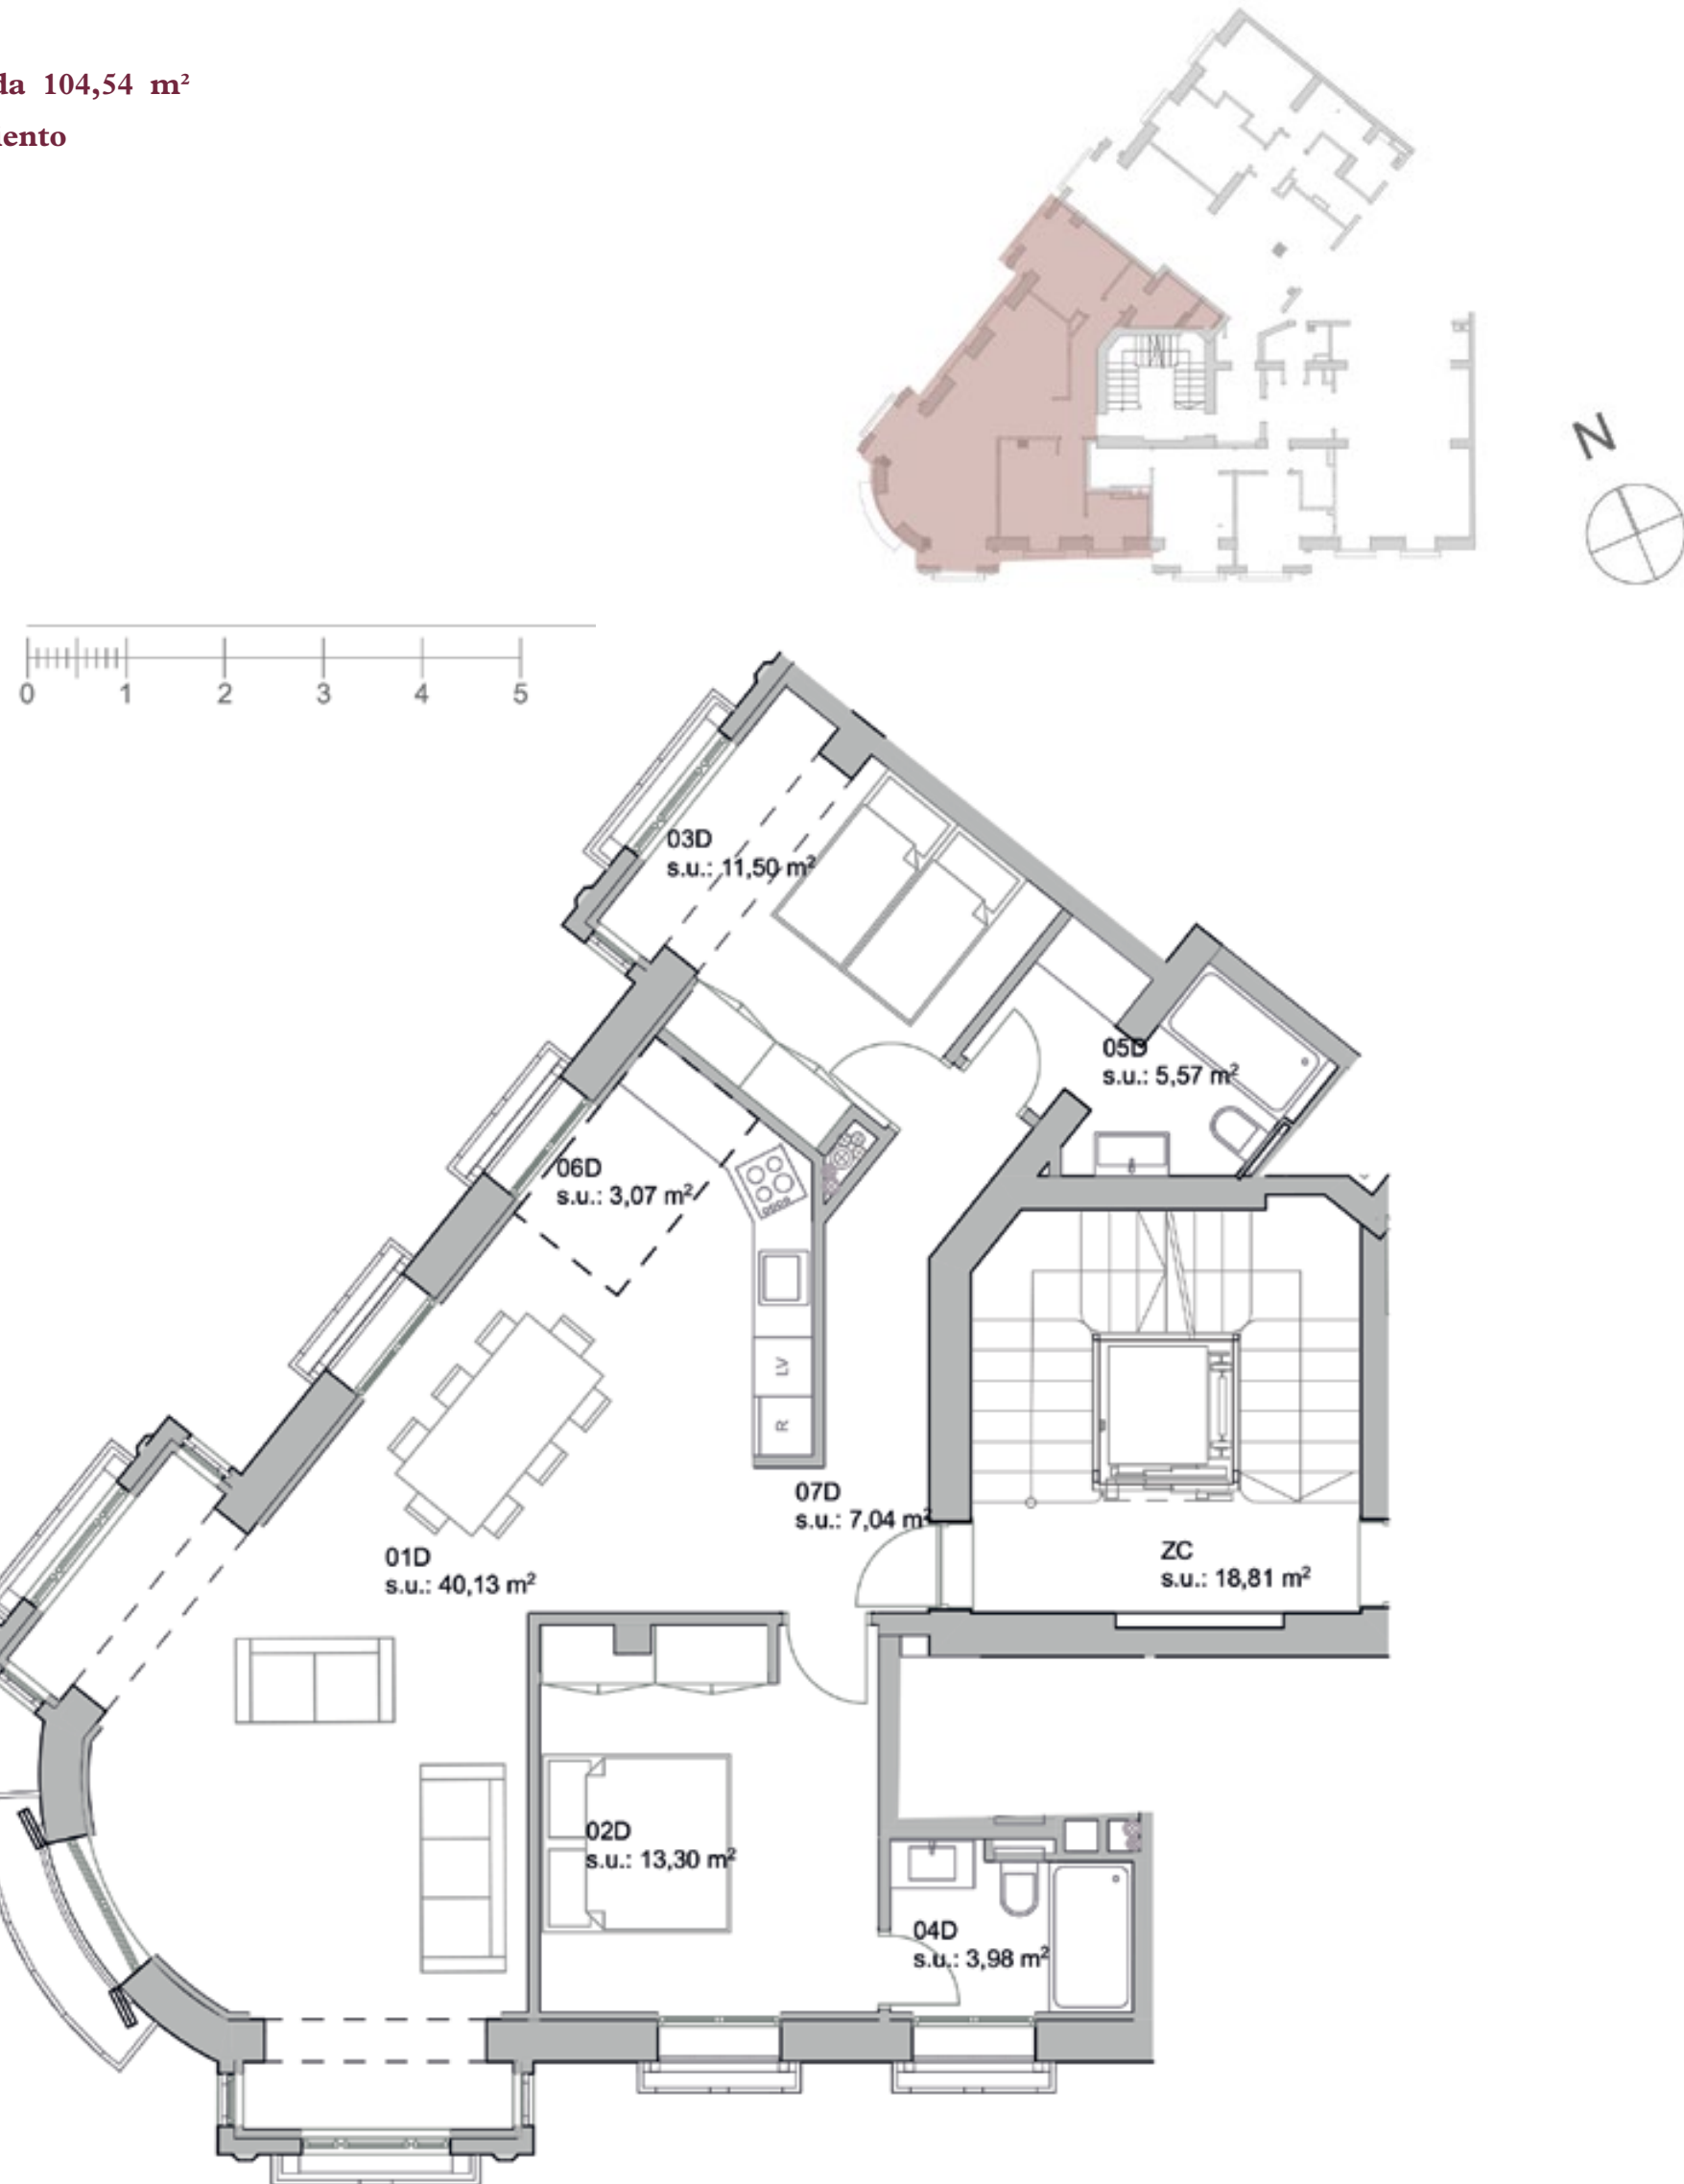 da 104,54 m²
ento
N
0 1 2 3 4 5
03D
s.u.: 11,50 m²
05D
s.u.: 5,57 m²
06D
s.u.: 3,07 m²
LV
R
07D
s.u.: 7,04 m²
ZC
s.u.: 18,81 m²
01D
s.u.: 40,13 m²
02D
s.u.: 13,30 m²
04D
s.u.: 3,98 m²